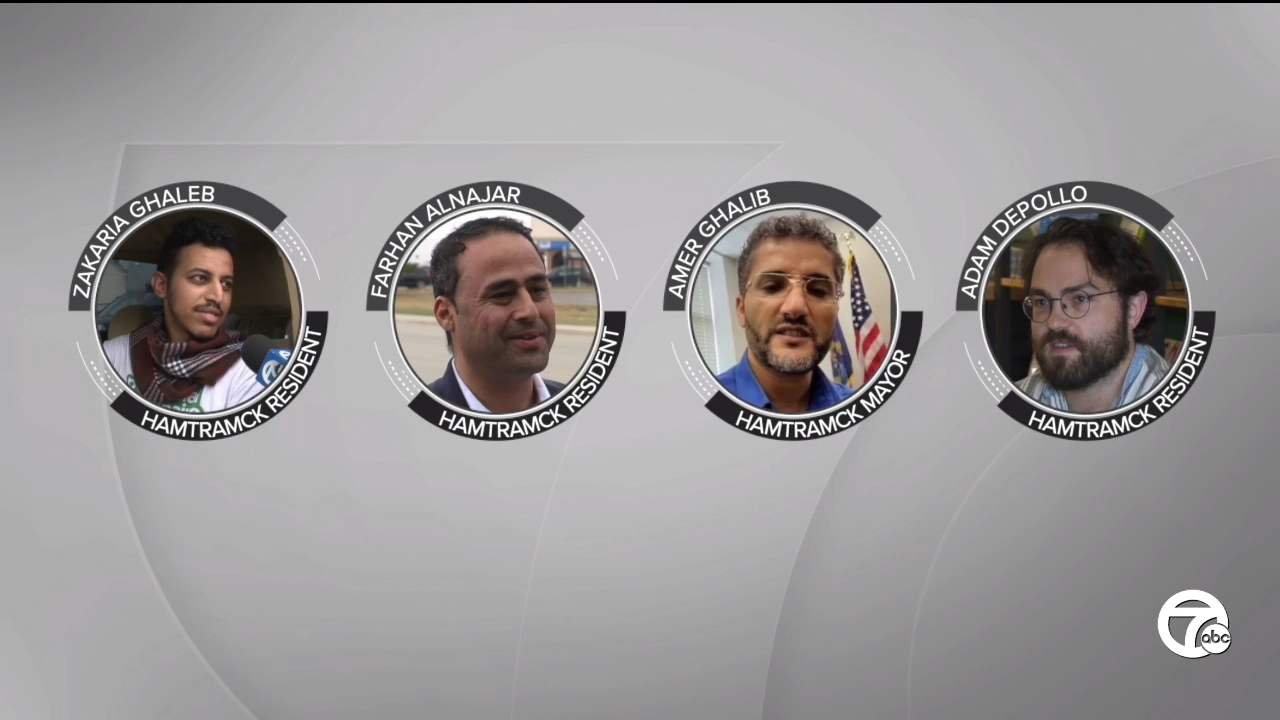 ZAKARIA GHALEB
HAMTRAMCK RESIDENT
FARHAN ALNAJAR
HAMTRAMCK RESIDENT
AMER GHALIB
HAMTRAMCK MAYOR
ADAM DEPOLLO
HAMTRAMCK RESIDENT
7 abc